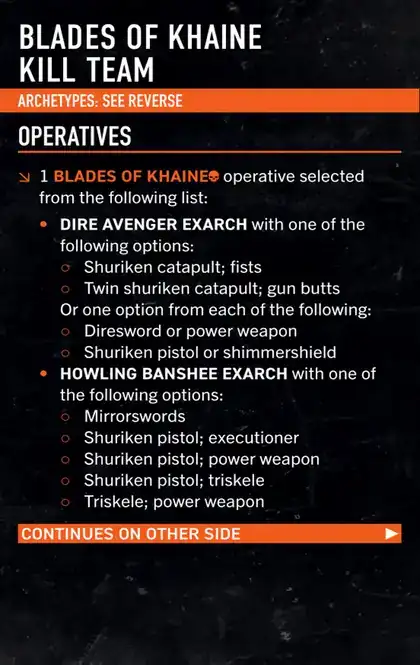 BLADES OF KHAINE
KILL TEAM
ARCHETYPES: SEE REVERSE
OPERATIVES
↘ 1 BLADES OF KHAINE💀 operative selected
from the following list:
• DIRE AVENGER EXARCH with one of the
following options:
○ Shuriken catapult; fists
○ Twin shuriken catapult; gun butts
Or one option from each of the following:
○ Diresword or power weapon
○ Shuriken pistol or shimmershield
• HOWLING BANSHEE EXARCH with one of
the following options:
○ Mirrorswords
○ Shuriken pistol; executioner
○ Shuriken pistol; power weapon
○ Shuriken pistol; triskele
○ Triskele; power weapon
CONTINUES ON OTHER SIDE ▶